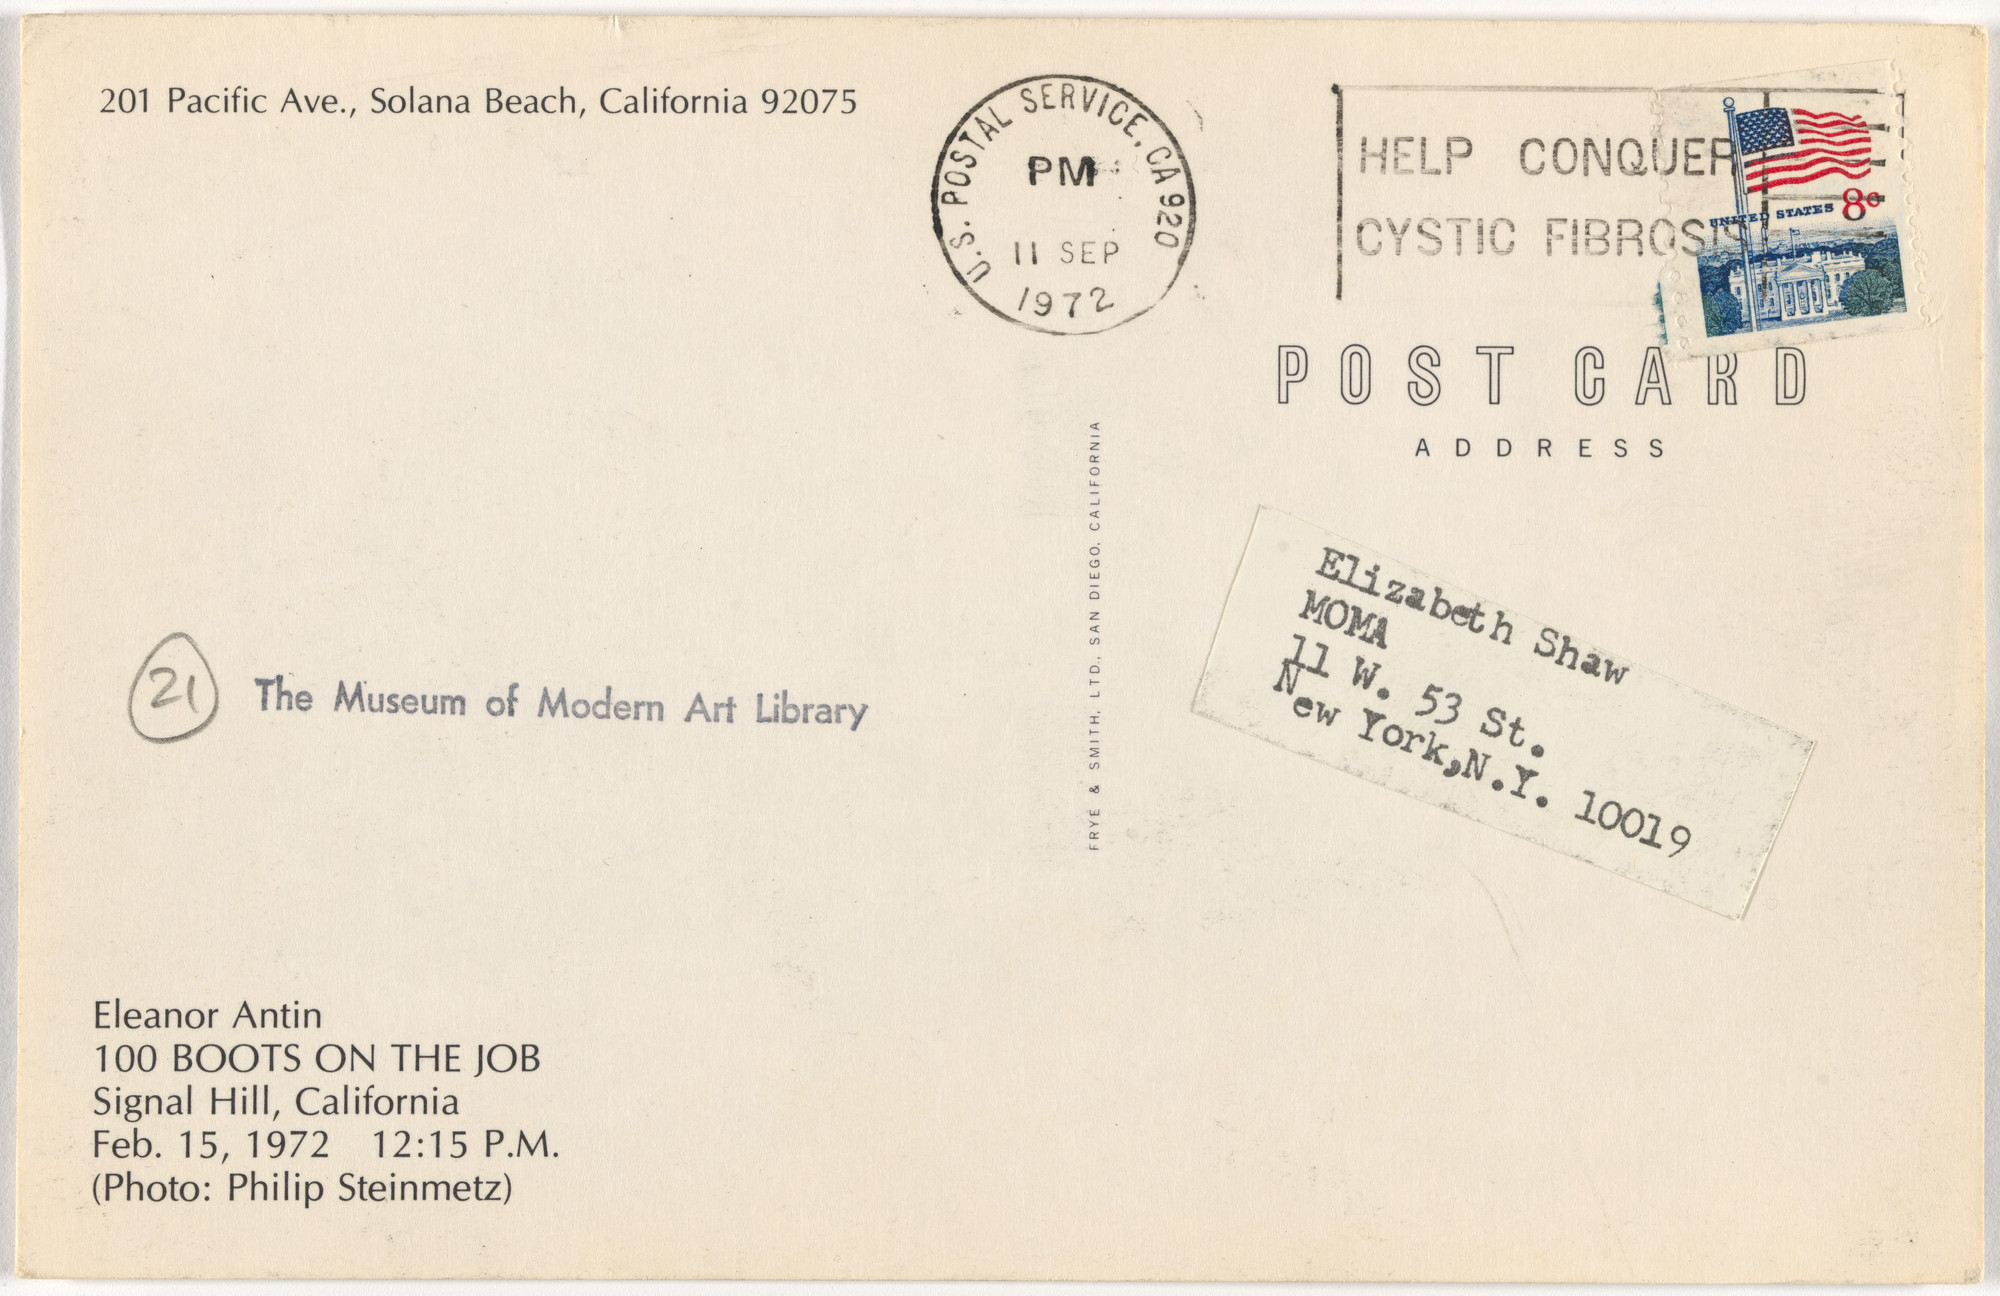 201 Pacific Ave., Solana Beach, California 92075
U.S. POSTAL SERVICE, CA 920
PM
11 SEP
1972
HELP CONQUER
CYSTIC FIBROSIS
UNITED STATES 8c
POST CARD
ADDRESS
FRYE & SMITH, LTD., SAN DIEGO, CALIFORNIA
Elizabeth Shaw
MOMA
11 W. 53 St.
New York,N.Y. 10019
21
The Museum of Modern Art Library
Eleanor Antin
100 BOOTS ON THE JOB
Signal Hill, California
Feb. 15, 1972 12:15 P.M.
(Photo: Philip Steinmetz)